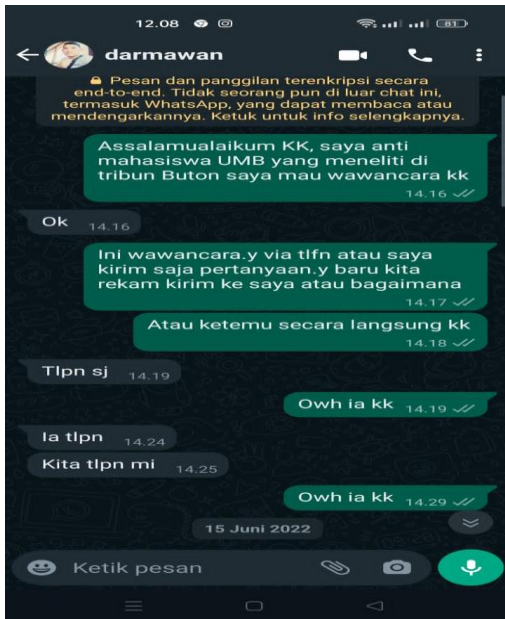 12.08
81
darmawan
Pesan dan panggilan terenkripsi secara
end-to-end. Tidak seorang pun di luar chat ini,
termasuk WhatsApp, yang dapat membaca atau
mendengarkannya. Ketuk untuk info selengkapnya.
Assalamualaikum KK, saya anti
mahasiswa UMB yang meneliti di
tribun Buton saya mau wawancara kk
14.16
Ok 14.16
Ini wawancara.y via tlfn atau saya
kirim saja pertanyaan.y baru kita
rekam kirim ke saya atau bagaimana
14.17
Atau ketemu secara langsung kk
14.18
Tlpn sj 14.19
Owh ia kk 14.19
Ia tlpn 14.24
Kita tlpn mi 14.25
Owh ia kk 14.29
15 Juni 2022
Ketik pesan